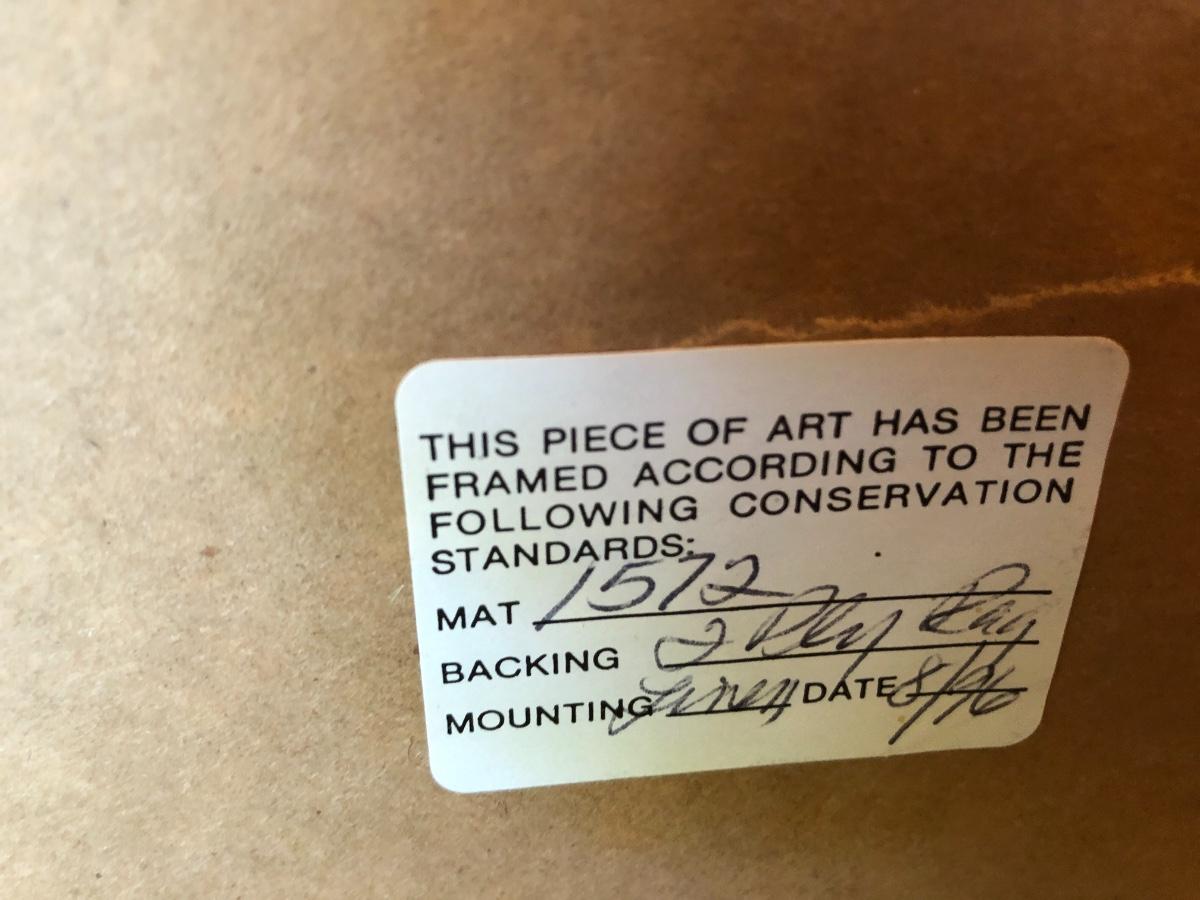 THIS PIECE OF ART HAS BEEN
FRAMED ACCORDING TO THE
FOLLOWING CONSERVATION
STANDARDS:
MAT 1572
BACKING 2 Ply Rag
MOUNTING Linen DATE 8/96